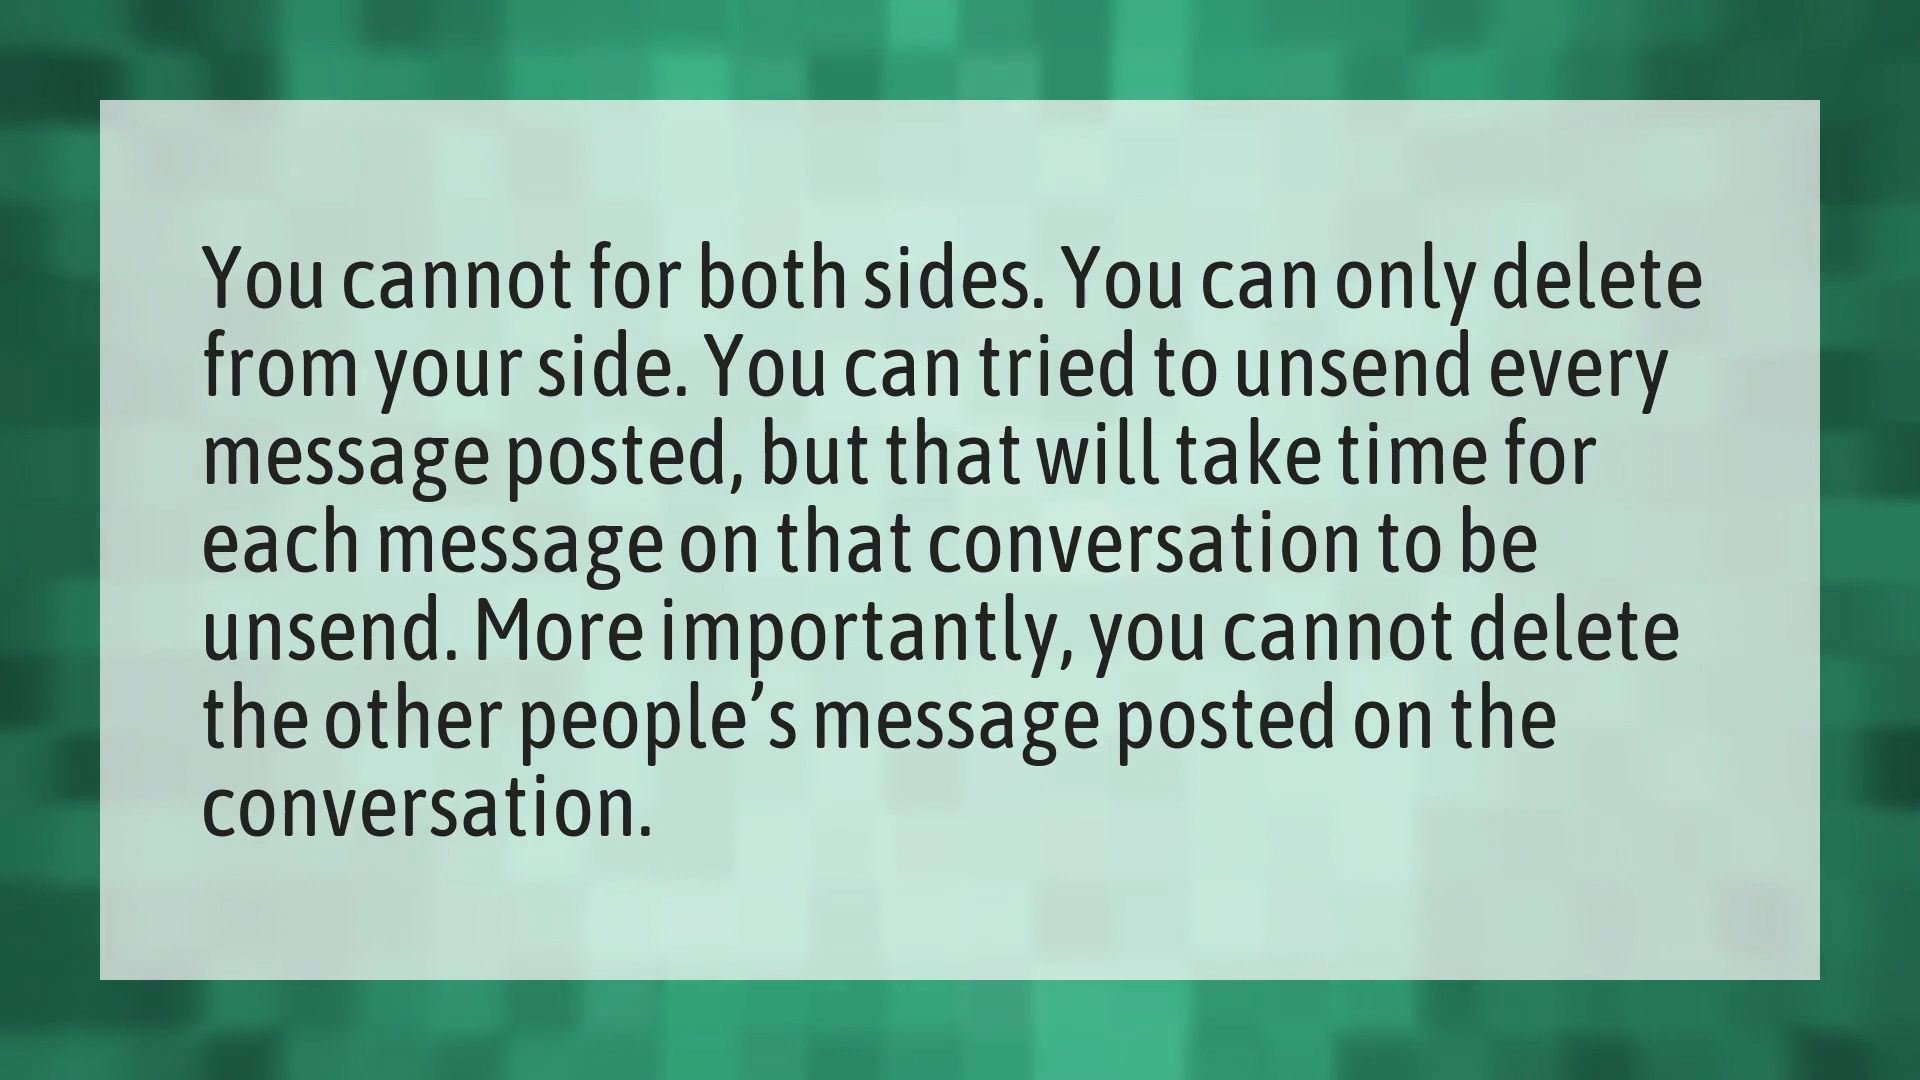 You cannot for both sides. You can only delete
from your side. You can tried to unsend every
message posted, but that will take time for
each message on that conversation to be
unsend. More importantly, you cannot delete
the other people’s message posted on the
conversation.